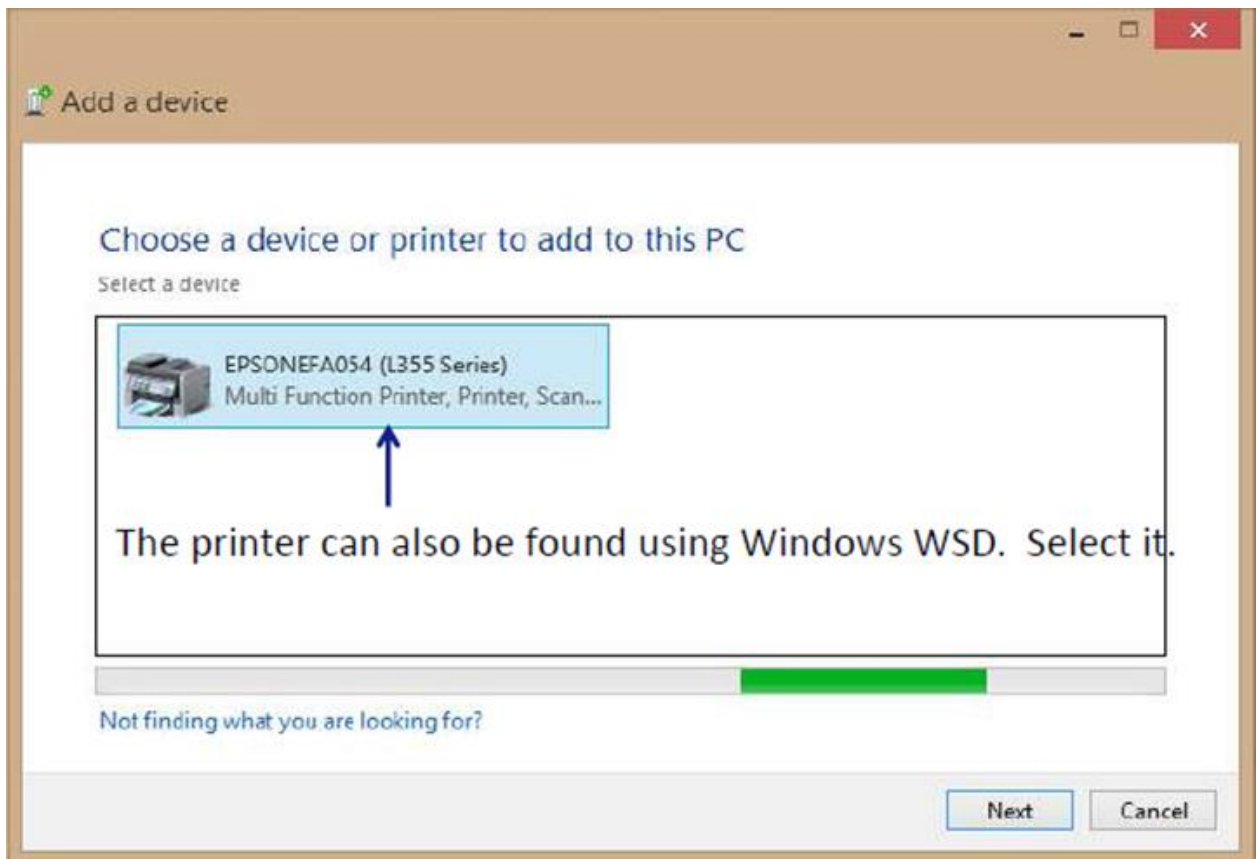 Add a device
Choose a device or printer to add to this PC
Select a device
EPSONEFA054 (L355 Series)
Multi Function Printer, Printer, Scan...
The printer can also be found using Windows WSD. Select it.
Not finding what you are looking for?
Next
Cancel